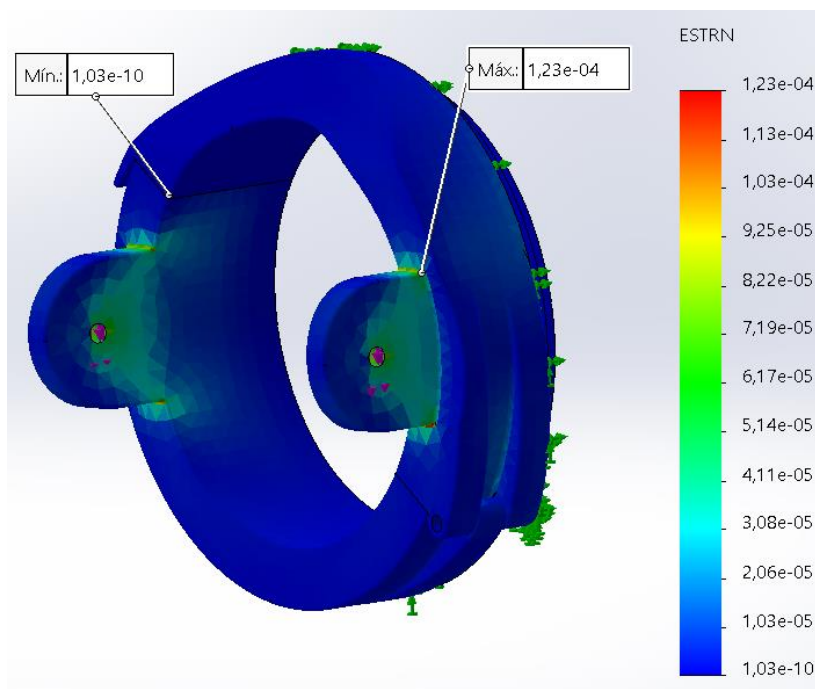 ESTRN
Mín.: 1,03e-10
Máx.: 1,23e-04
1,23e-04
1,13e-04
1,03e-04
9,25e-05
8,22e-05
7,19e-05
6,17e-05
5,14e-05
4,11e-05
3,08e-05
2,06e-05
1,03e-05
1,03e-10